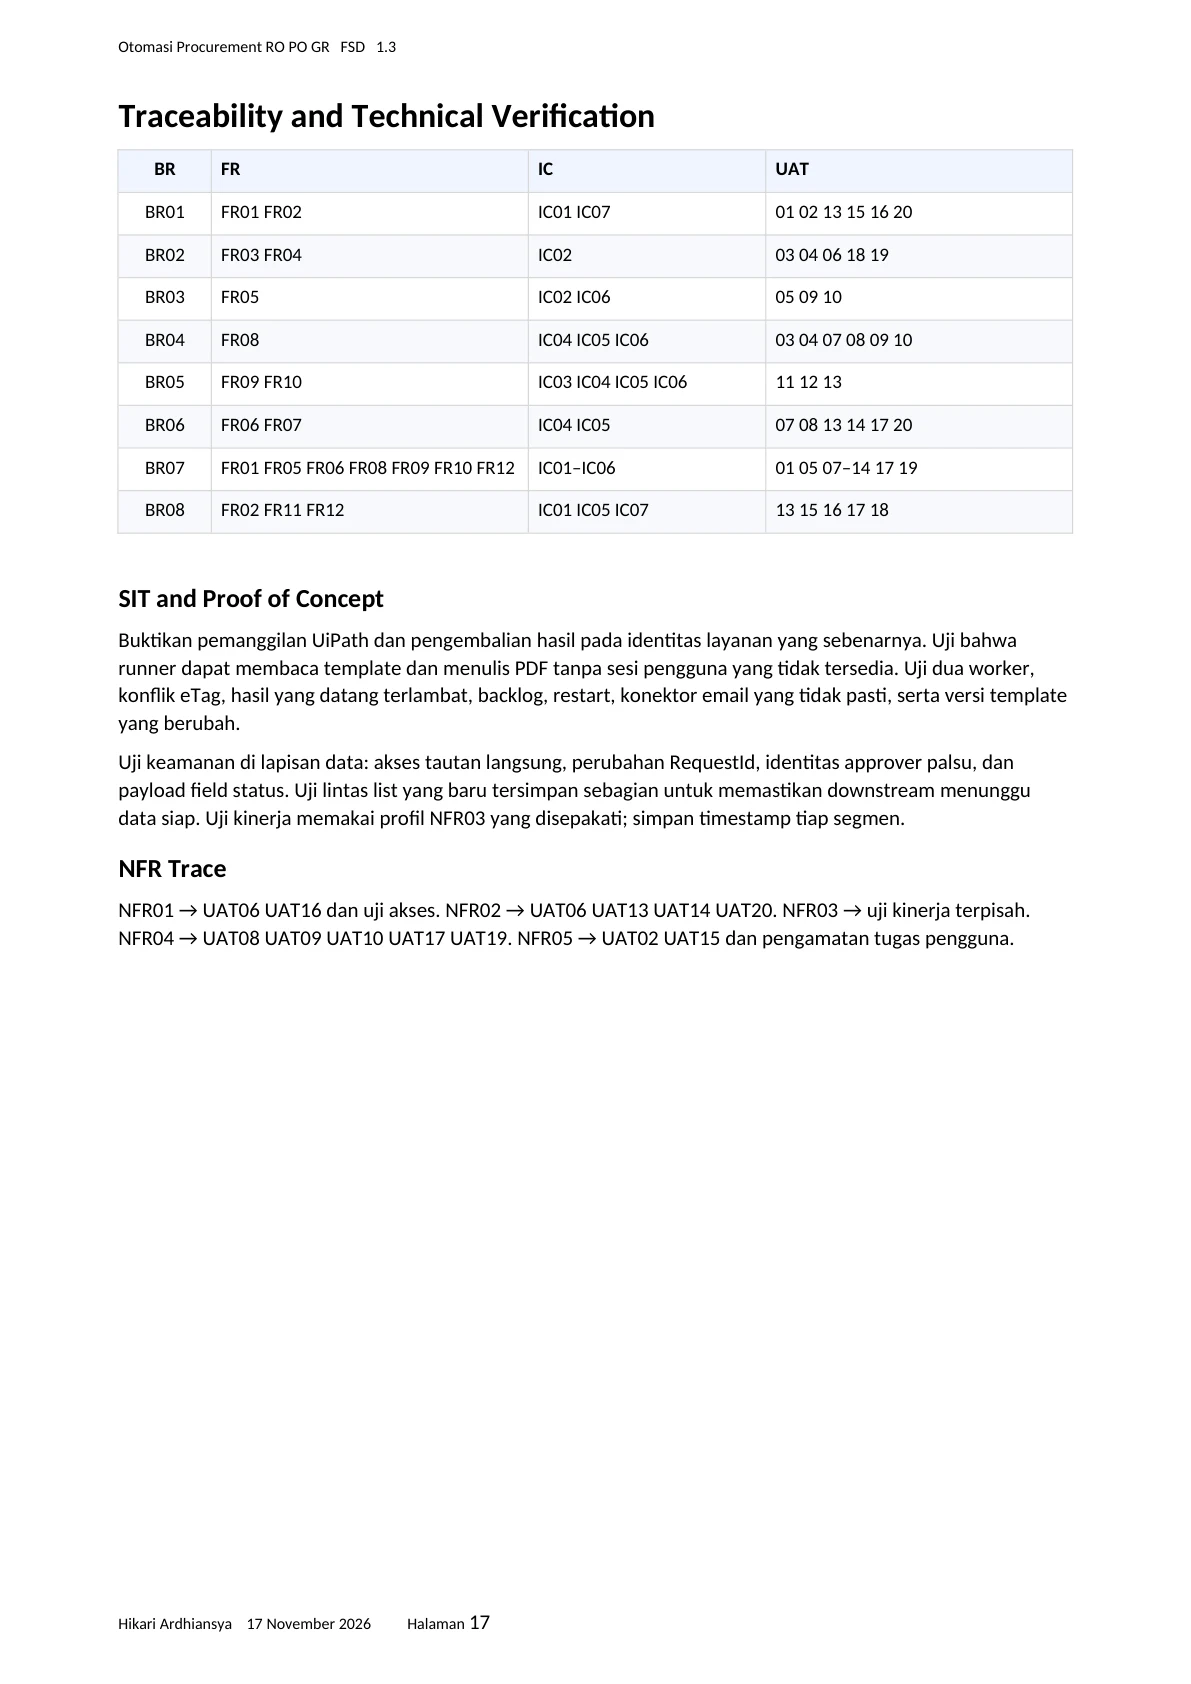 Otomasi Procurement RO PO GR FSD 1.3
Traceability and Technical Verification
BR FR IC UAT
BR01 FR01 FR02 IC01 IC07 01 02 13 15 16 20
BR02 FR03 FR04 IC02 03 04 06 18 19
BR03 FR05 IC02 IC06 05 09 10
BR04 FR08 IC04 IC05 IC06 03 04 07 08 09 10
BR05 FR09 FR10 IC03 IC04 IC05 IC06 11 12 13
BR06 FR06 FR07 IC04 IC05 07 08 13 14 17 20
BR07 FR01 FR05 FR06 FR08 FR09 FR10 FR12 IC01–IC06 01 05 07–14 17 19
BR08 FR02 FR11 FR12 IC01 IC05 IC07 13 15 16 17 18
SIT and Proof of Concept
Buktikan pemanggilan UiPath dan pengembalian hasil pada identitas layanan yang sebenarnya. Uji bahwa
runner dapat membaca template dan menulis PDF tanpa sesi pengguna yang tidak tersedia. Uji dua worker,
konflik eTag, hasil yang datang terlambat, backlog, restart, konektor email yang tidak pasti, serta versi template
yang berubah.
Uji keamanan di lapisan data: akses tautan langsung, perubahan RequestId, identitas approver palsu, dan
payload field status. Uji lintas list yang baru tersimpan sebagian untuk memastikan downstream menunggu
data siap. Uji kinerja memakai profil NFR03 yang disepakati; simpan timestamp tiap segmen.
NFR Trace
NFR01 → UAT06 UAT16 dan uji akses. NFR02 → UAT06 UAT13 UAT14 UAT20. NFR03 → uji kinerja terpisah.
NFR04 → UAT08 UAT09 UAT10 UAT17 UAT19. NFR05 → UAT02 UAT15 dan pengamatan tugas pengguna.
Hikari Ardhiansya 17 November 2026 Halaman 17